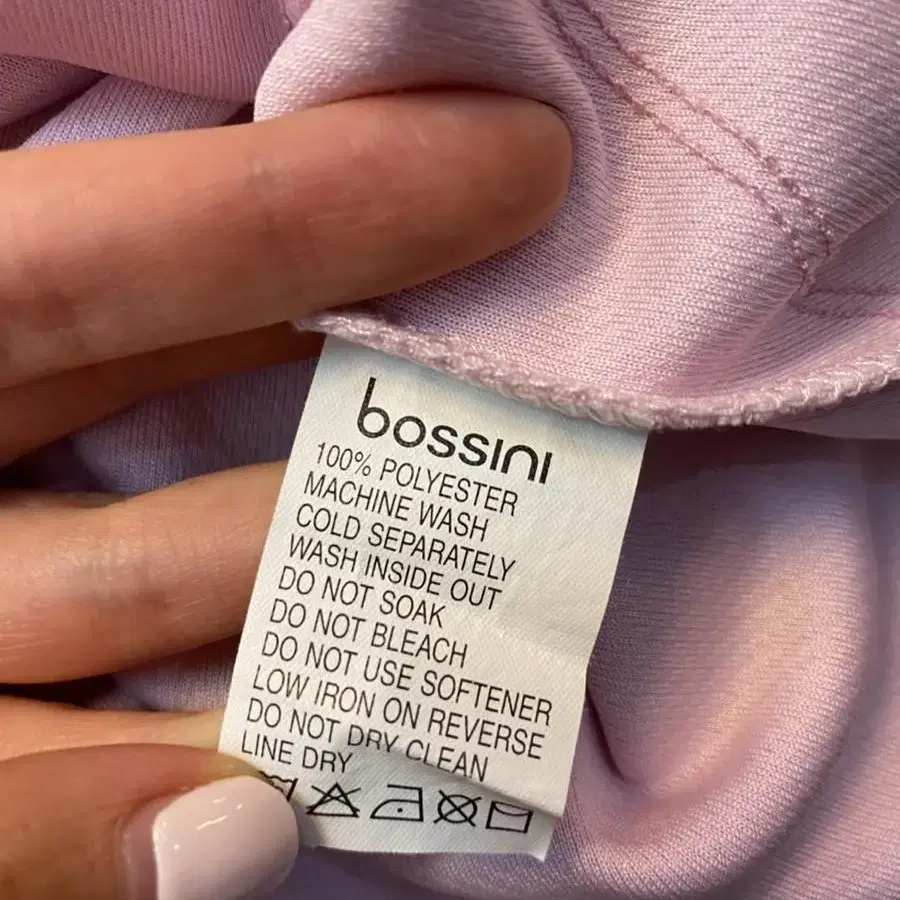 bossini
100% POLYESTER
MACHINE WASH
COLD SEPARATELY
WASH INSIDE OUT
DO NOT SOAK
DO NOT BLEACH
DO NOT USE SOFTENER
LOW IRON ON REVERSE
DO NOT DRY CLEAN
LINE DRY